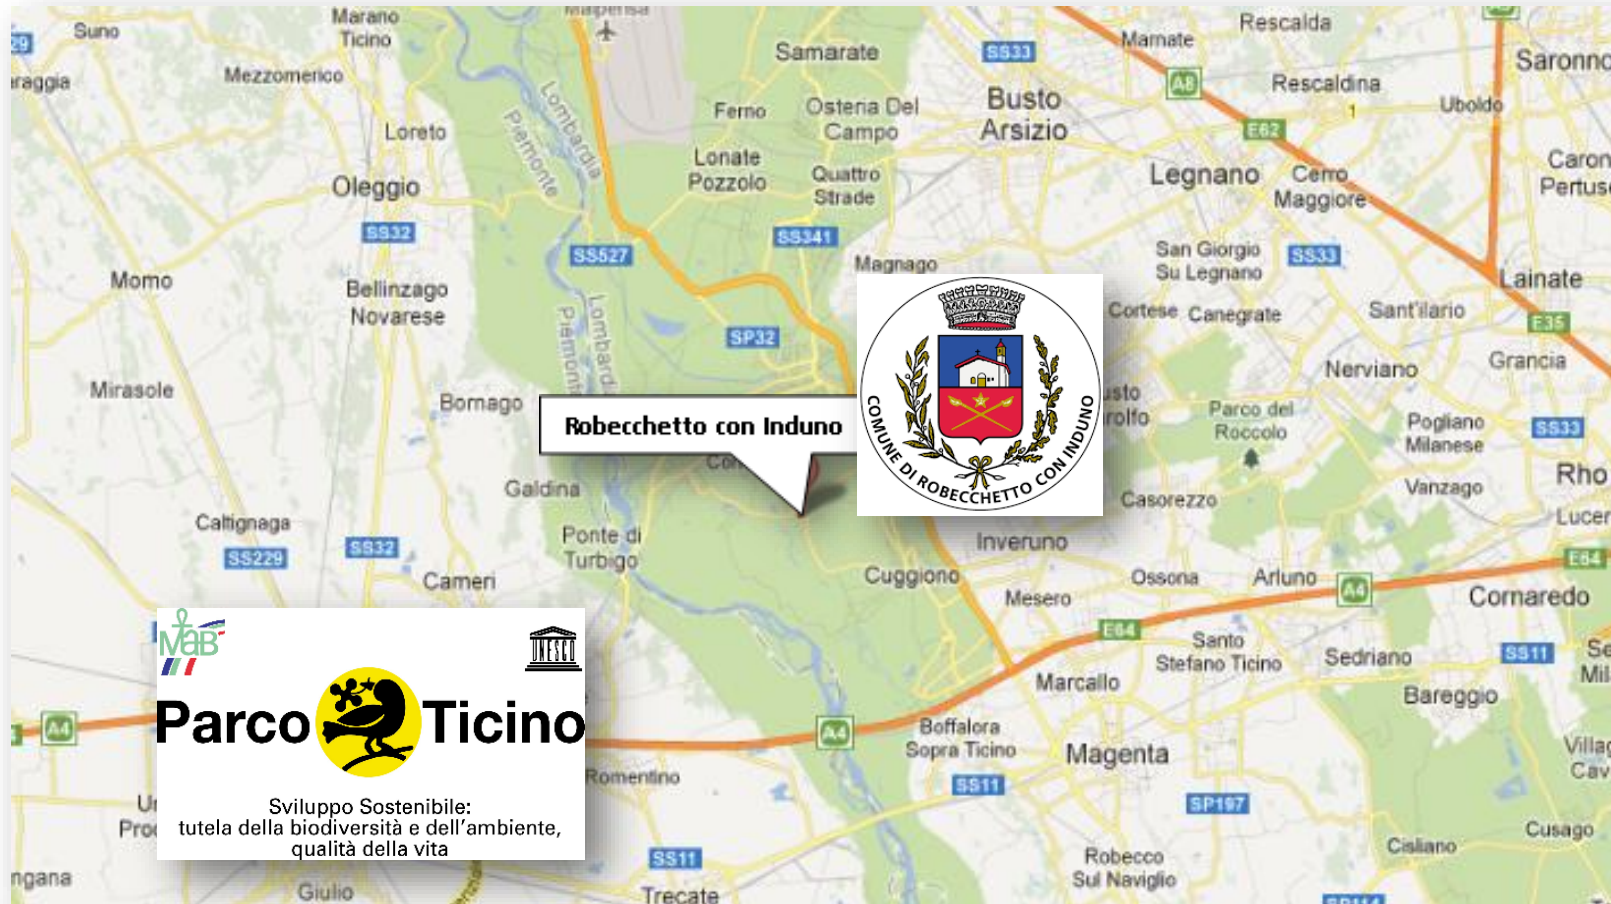 Suno
Marano
Ticino
Malpensa
Samarate
SS33
Marnate
Rescalda
Saronno
Mezzomerico
A8
Rescaldina
Ferno
Osteria Del
Campo
Busto
Arsizio
1
Uboldo
Loreto
Lombardia
Piemonte
E62
Lonate
Pozzolo
Quattro
Strade
Legnano
Cerro
Maggiore
Oleggio
SS32
SS527
SS341
Magnago
San Giorgio
Su Legnano
SS33
Lainate
Momo
Bellinzago
Novarese
Cortese
Canegrate
Sant'ilario
E35
SP32
Grancia
Nerviano
Mirasole
Bornago
Robecchetto con Induno
COMUNE DI ROBECCHETTO CON INDUNO
Parco del
Roccolo
Pogliano
Milanese
SS33
Rho
Galdina
Casorezzo
Vanzago
Caltignaga
SS229
SS32
Ponte di
Turbigo
Inveruno
E64
Cameri
Cuggiono
Mesero
Ossona
Arluno
A4
Cornaredo
E64
Santo
Stefano Ticino
Sedriano
SS11
Marcallo
Bareggio
MaB
UNESCO
Parco Ticino
Sviluppo Sostenibile:
tutela della biodiversità e dell'ambiente,
qualità della vita
A4
A4
Boffalora
Sopra Ticino
Magenta
Romentino
SS11
SP197
Cusago
Cisliano
SS11
Robecco
Sul Naviglio
Giulio
Trecate